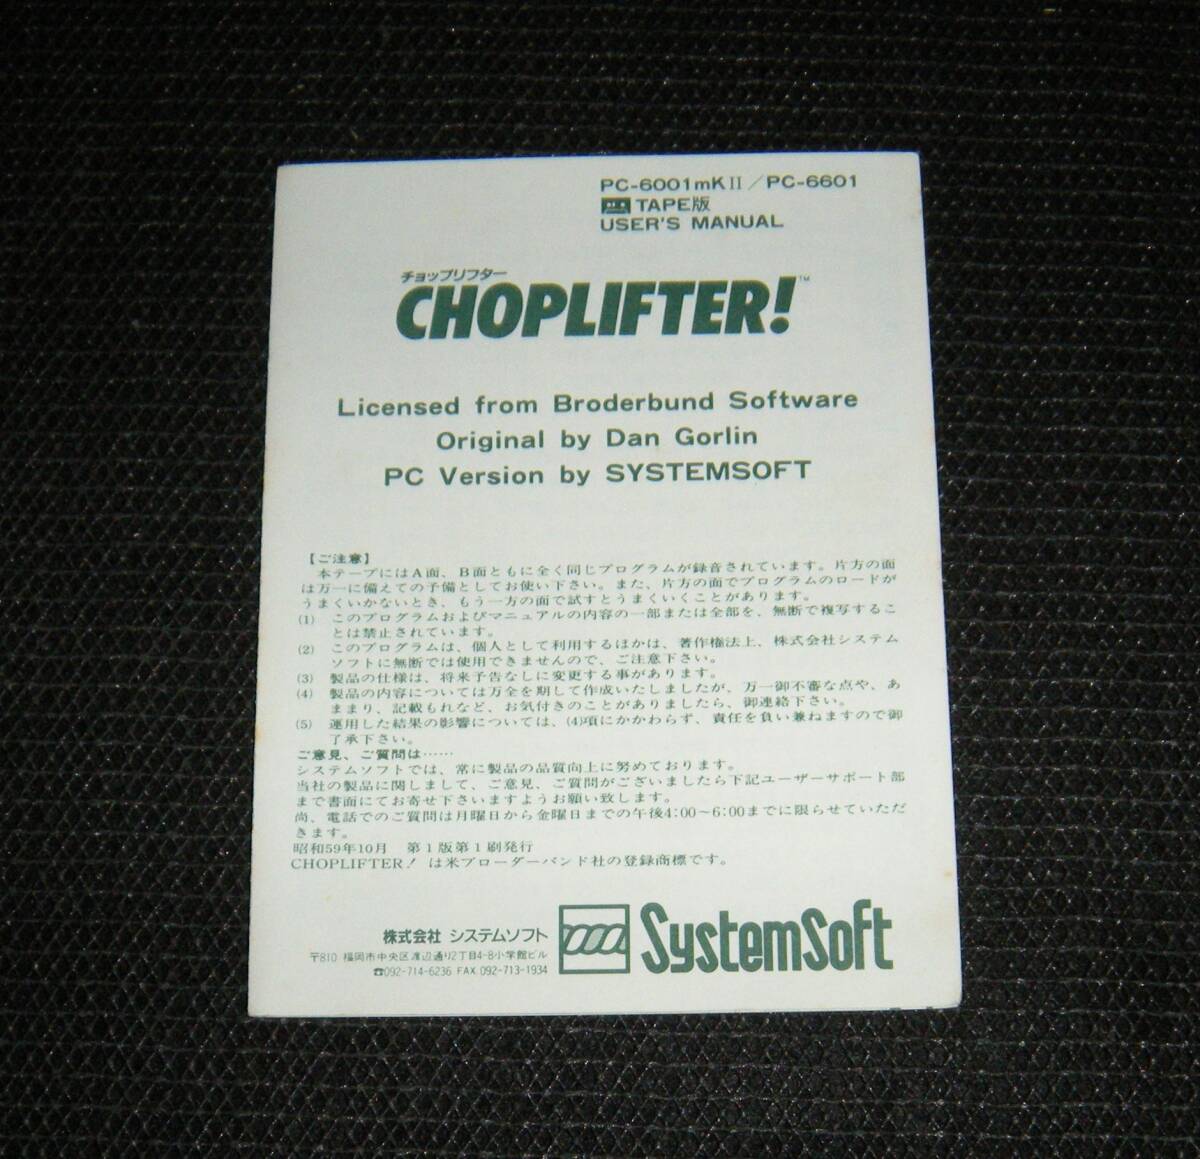 PC-6001mKII/PC-6601
TAPE版
USER'S MANUAL
チョップリフター
CHOPLIFTER!™
Licensed from Broderbund Software
Original by Dan Gorlin
PC Version by SYSTEMSOFT
【ご注意】
本テープにはA面、B面ともに全く同じプログラムが録音されています。片方の面
は万一に備えての予備としてお使い下さい。また、片方の面でプログラムのロードが
うまくいかないとき、もう一方の面で試すとうまくいくことがあります。
(1) このプログラムおよびマニュアルの内容の一部または全部を、無断で複写するこ
とは禁止されています。
(2) このプログラムは、個人として利用するほかは、著作権法上、株式会社システム
ソフトに無断では使用できませんので、ご注意下さい。
(3) 製品の仕様は、将来予告なしに変更する事があります。
(4) 製品の内容については万全を期して作成いたしましたが、万一御不審な点や、あ
やまり、記載もれなど、お気付きのことがありましたら、御連絡下さい。
(5) 運用した結果の影響については、(4)項にかかわらず、責任を負い兼ねますので御
了承下さい。
ご意見、ご質問は……
システムソフトでは、常に製品の品質向上に努めております。
当社の製品に関しまして、ご意見、ご質問がございましたら下記ユーザーサポート部
まで書面にてお寄せ下さいますようお願い致します。
尚、電話でのご質問は月曜日から金曜日までの午後4:00〜6:00までに限らせていただ
きます。
昭和59年10月 第1版第1刷発行
CHOPLIFTER! は米ブローダーバンド社の登録商標です。
株式会社 システムソフト
〒810 福岡市中央区渡辺通り2丁目4-8小学館ビル
☎092-714-6236 FAX.092-713-1934
SystemSoft